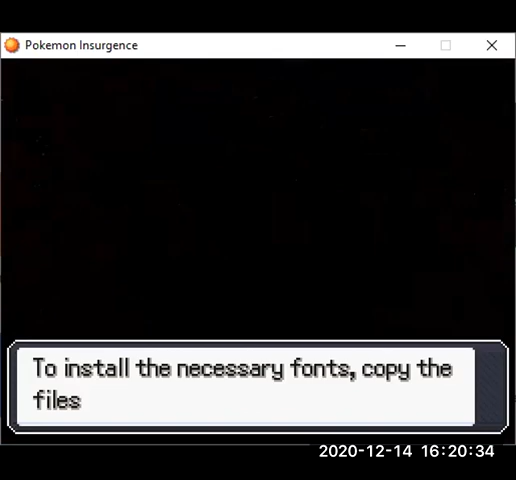 Pokemon Insurgence
To install the necessary fonts, copy the
files
2020-12-14 16:20:34